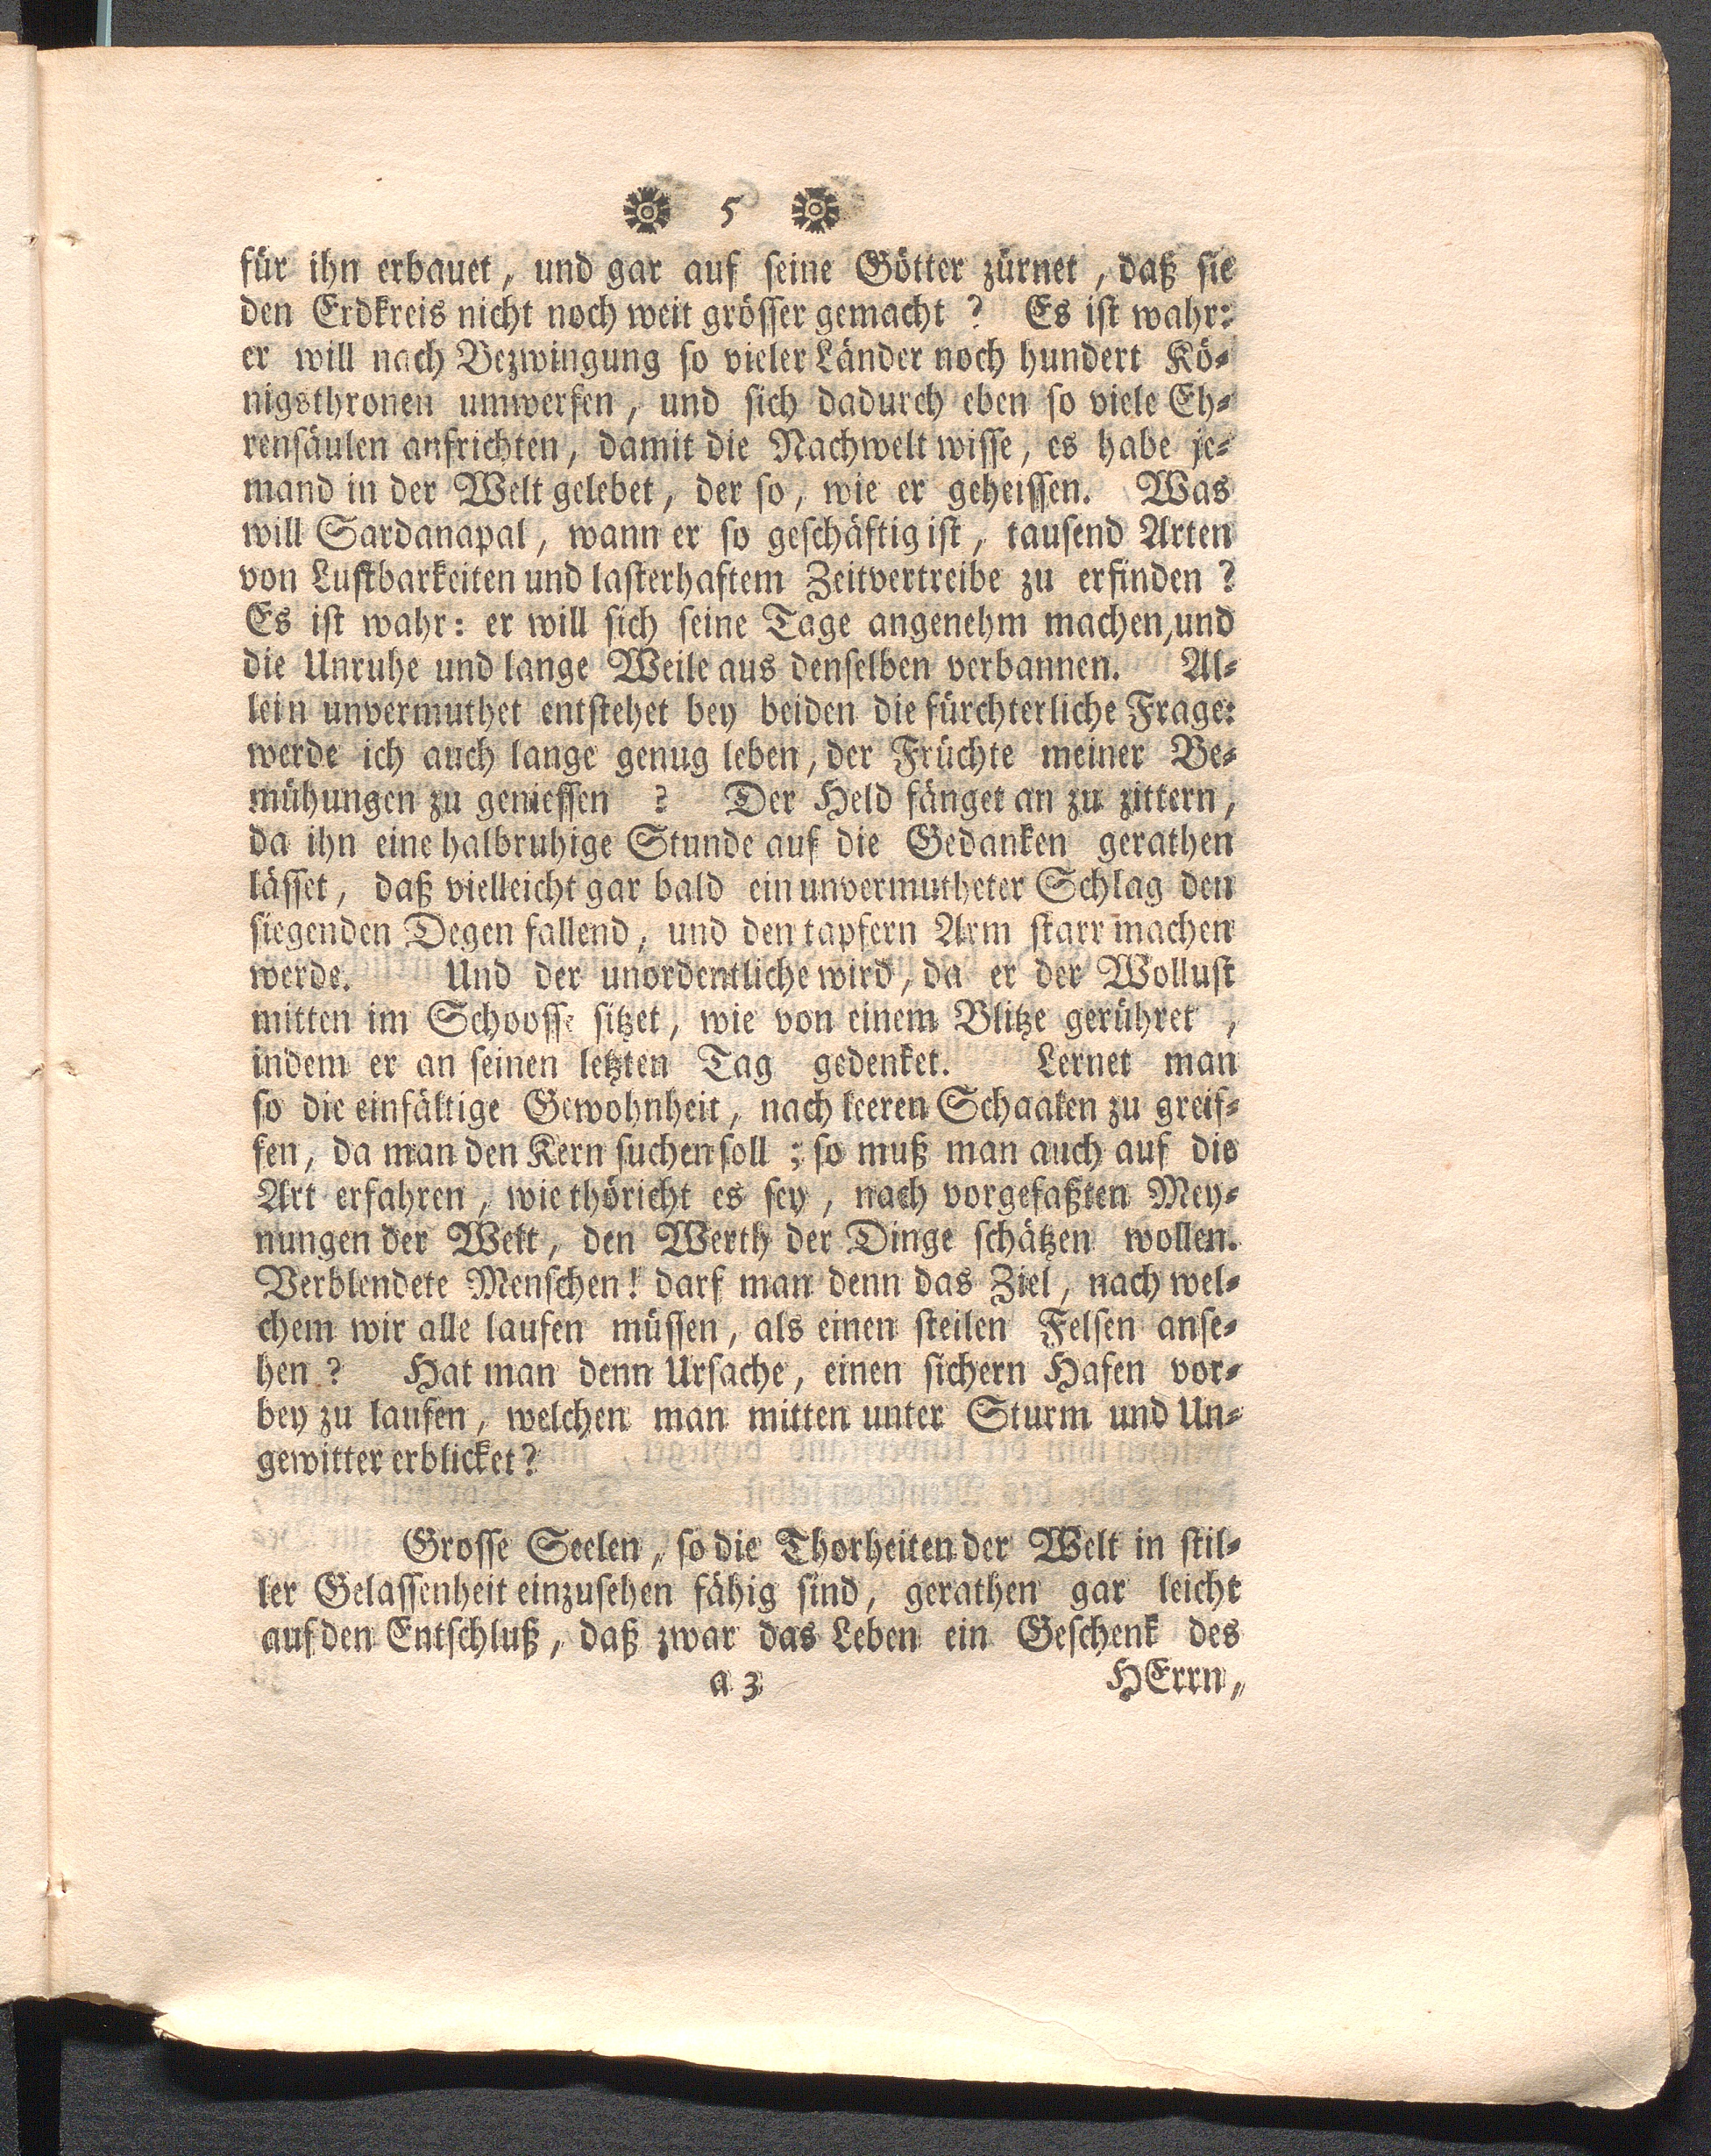 5
für ihn erbauet, und gar auf seine Götter zürnet, daß sie
den Erdkreis nicht noch weit grösser gemacht? Es ist wahr:
er will nach Bezwingung so vieler Länder noch hundert Kö-
nigsthronen umwerfen, und sich dadurch eben so viele Eh-
rensäulen aufrichten, damit die Nachwelt wisse, es habe je-
mand in der Welt gelebet, der so, wie er geheissen. Was
will Sardanapal, wann er so geschäftig ist, tausend Arten
von Lustbarkeiten und lasterhaftem Zeitvertreibe zu erfinden?
Es ist wahr: er will sich seine Tage angenehm machen, und
die Unruhe und lange Weile aus denselben verbannen. Al-
lein unvermuthet entstehet bey beiden die fürchterliche Frage:
werde ich auch lange genug leben, der Früchte meiner Be-
mühungen zu geniessen? Der Held fänget an zu zittern,
da ihn eine halbruhige Stunde auf die Gedanken gerathen
lässet, daß vielleicht gar bald ein unvermutheter Schlag den
siegenden Degen fallend, und den tapfern Arm starr machen
werde. Und der unordentliche wird, da er der Wollust
mitten im Schoosse sitzet, wie von einem Blitze gerühret,
indem er an seinen letzten Tag gedenket. Lernet man
so die einfältige Gewohnheit, nach leeren Schaalen zu greif-
fen, da man den Kern suchen soll; so muß man auch auf die
Art erfahren, wie thöricht es sey, nach vorgefaßten Mey-
nungen der Welt, den Werth der Dinge schätzen wollen.
Verblendete Menschen! darf man denn das Ziel, nach wel-
chem wir alle laufen müssen, als einen steilen Felsen anse-
hen? Hat man denn Ursache, einen sichern Hafen vor-
bey zu laufen, welchen man mitten unter Sturm und Un-
gewitter erblicket?
Grosse Seelen, so die Thorheiten der Welt in stil-
ler Gelassenheit einzusehen fähig sind, gerathen gar leicht
auf den Entschluß, daß zwar das Leben ein Geschenk des
a 3 HErrn,